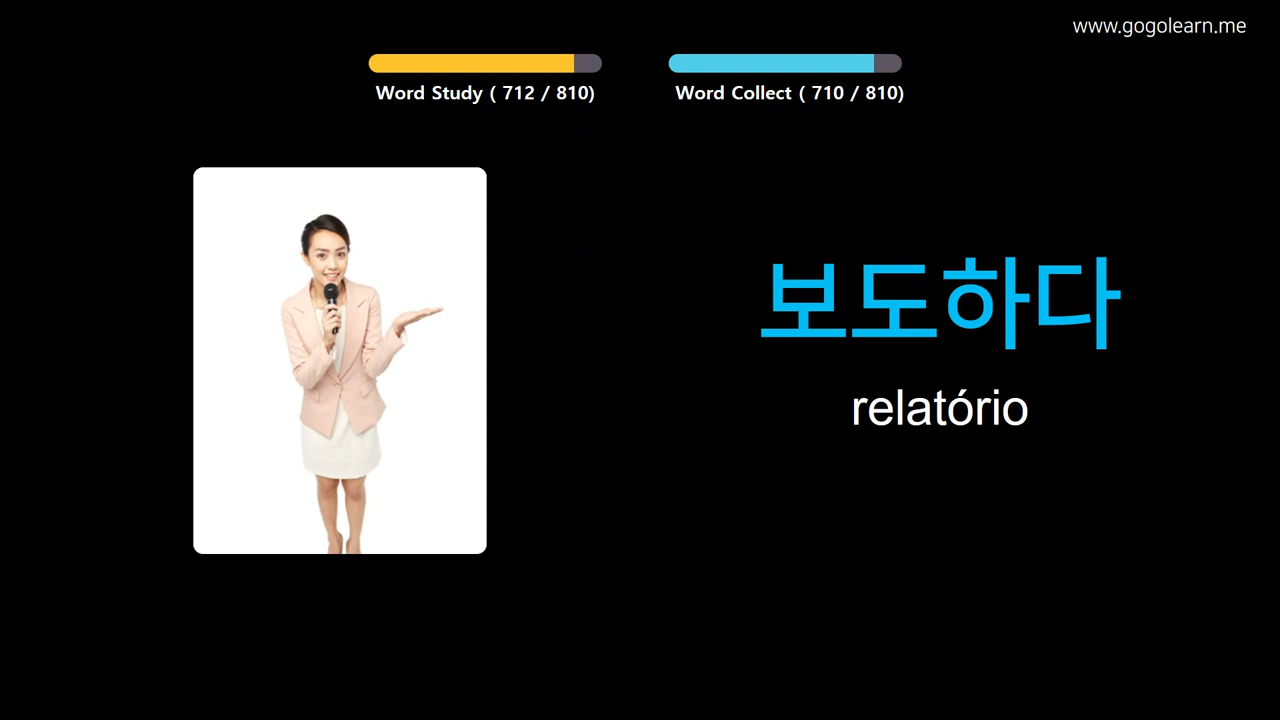 www.gogolearn.me
Word Study ( 712 / 810)
Word Collect ( 710 / 810)
보도하다
relatório